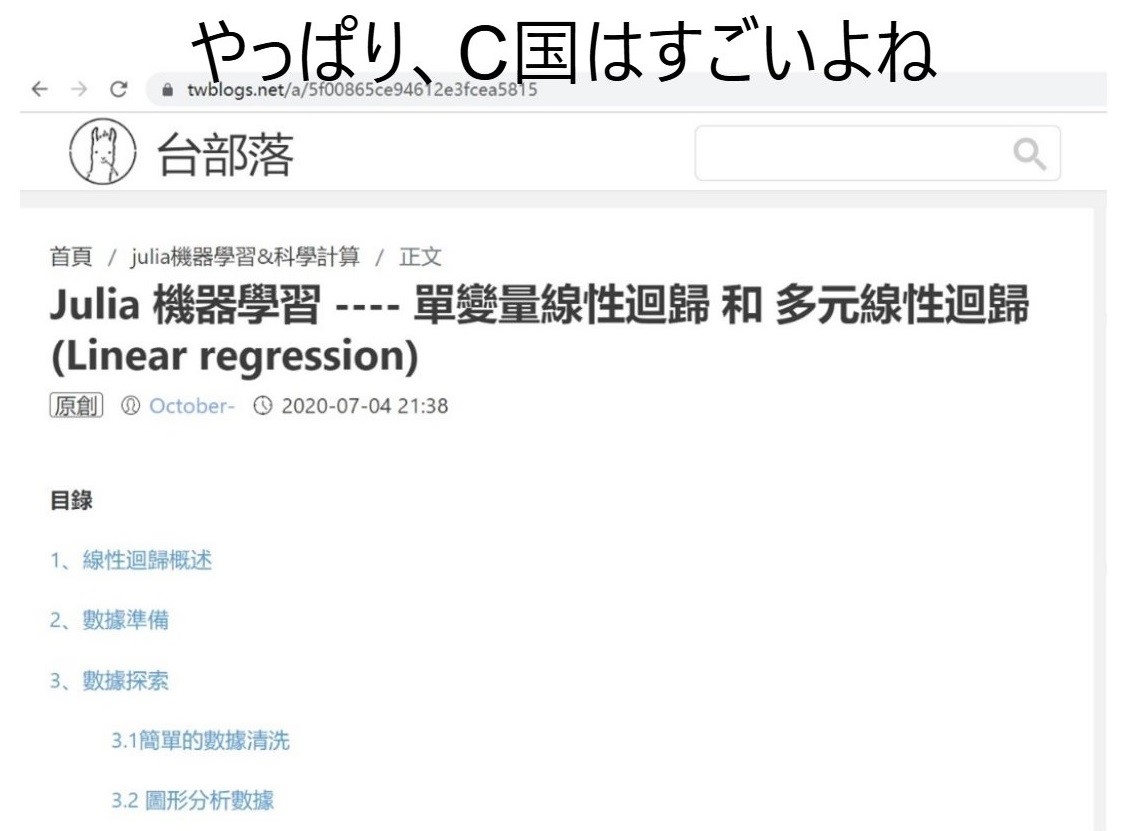 やっぱり、C国はすごいよね
twblogs.net/a/5f00865ce94612e3fcea5815
台部落
首頁 / julia機器學習&科學計算 / 正文
Julia 機器學習 ---- 單變量線性迴歸 和 多元線性迴歸
(Linear regression)
原創 October- 2020-07-04 21:38
目錄
1、線性迴歸概述
2、數據準備
3、數據探索
3.1簡單的數據清洗
3.2 圖形分析數據